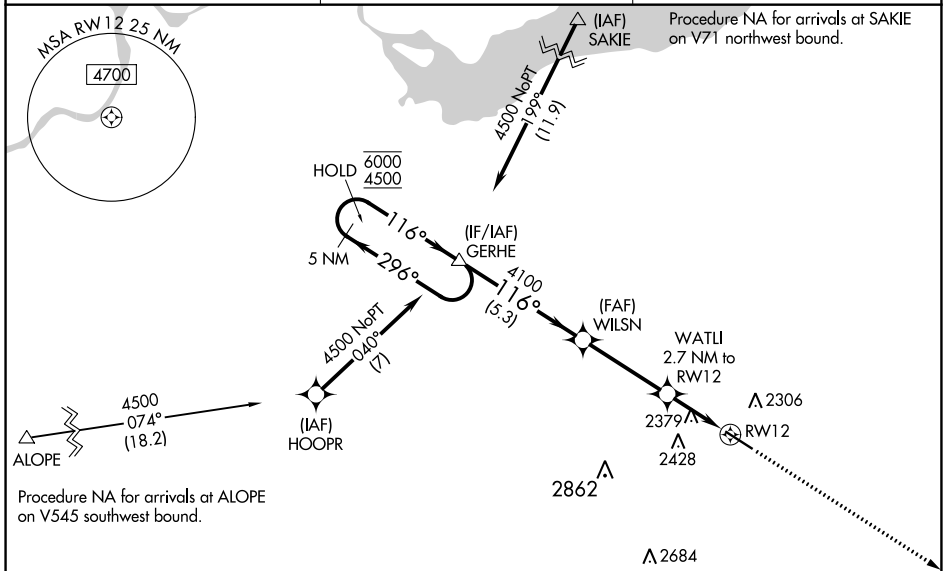 MSA RW12 25 NM
4700
(IAF)
SAKIE
Procedure NA for arrivals at SAKIE
on V71 northwest bound.
4500 NoPT
199°
(11.9)
HOLD
6000
4500
116°
5 NM
296°
(IF/IAF)
GERHE
4100
116°
(5.3)
(FAF)
WILSN
4500 NoPT
040°
(7)
WATLI
2.7 NM to
RW12
4500
074°
(18.2)
ALOPE
(IAF)
HOOPR
2379
2306
RW12
2428
2862
Procedure NA for arrivals at ALOPE
on V545 southwest bound.
2684